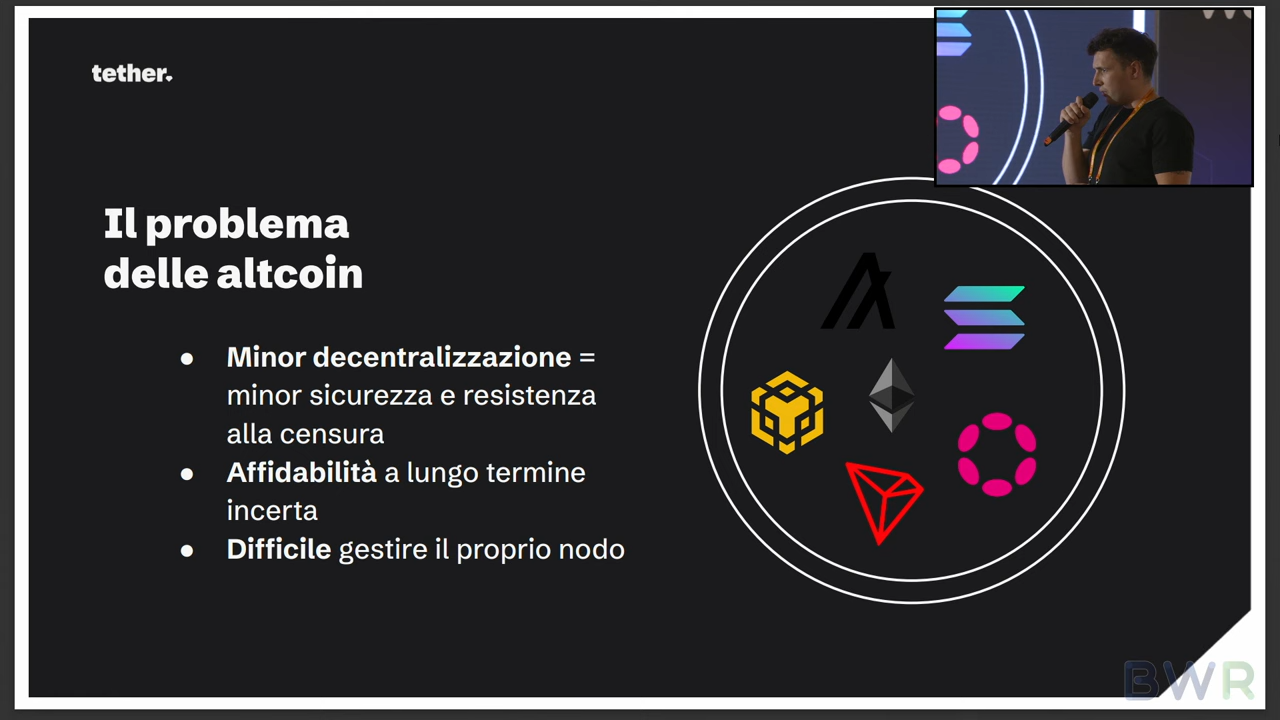 tether.
Il problema
delle altcoin
● Minor decentralizzazione =
minor sicurezza e resistenza
alla censura
● Affidabilità a lungo termine
incerta
● Difficile gestire il proprio nodo
BWR